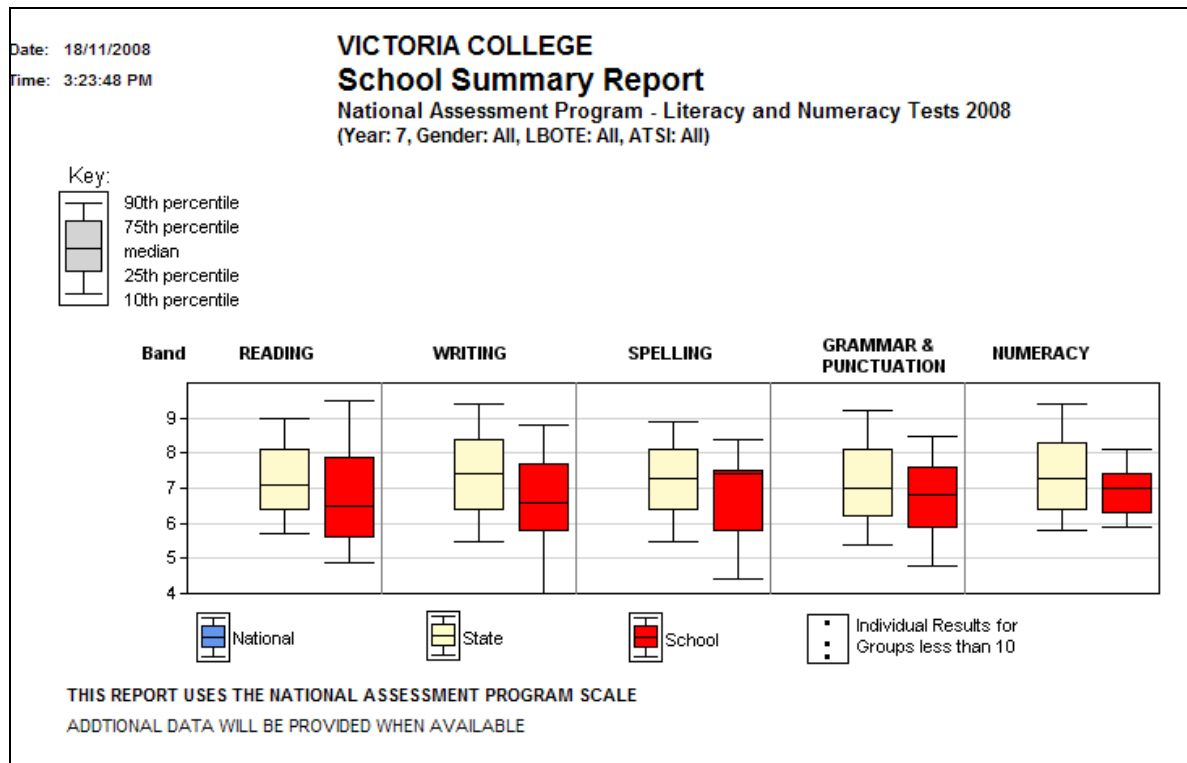 Date: 18/11/2008
VICTORIA COLLEGE
Time: 3:23:48 PM
School Summary Report
National Assessment Program - Literacy and Numeracy Tests 2008
(Year: 7, Gender: All, LBOTE: All, ATSI: All)
Key:
90th percentile
75th percentile
median
25th percentile
10th percentile
Band READING WRITING SPELLING GRAMMAR & PUNCTUATION NUMERACY
9
8
7
6
5
4
National State School Individual Results for
Groups less than 10
THIS REPORT USES THE NATIONAL ASSESSMENT PROGRAM SCALE
ADDTIONAL DATA WILL BE PROVIDED WHEN AVAILABLE